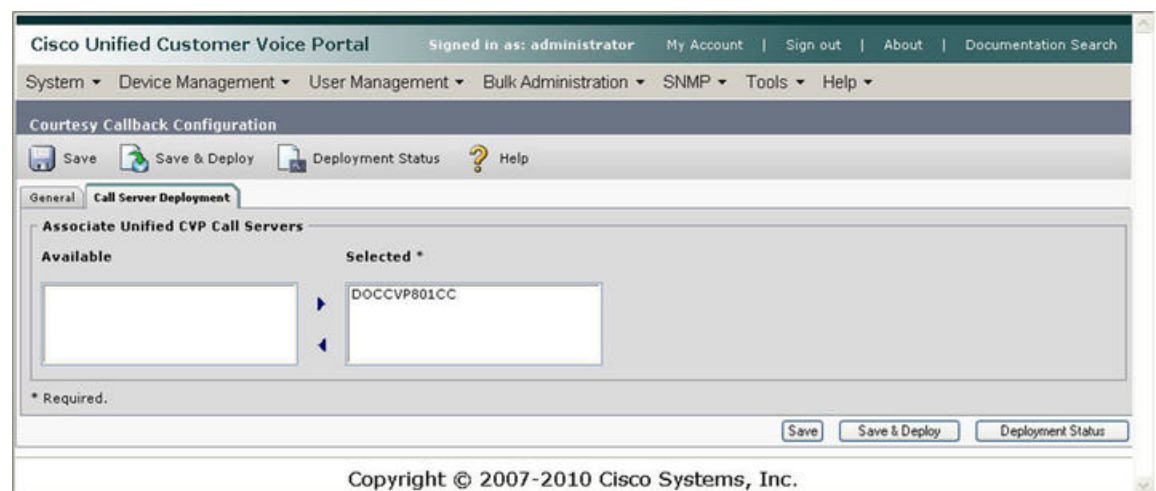 Cisco Unified Customer Voice Portal Signed in as: administrator My Account | Sign out | About | Documentation Search
System Device Management User Management Bulk Administration SNMP Tools Help
Courtesy Callback Configuration
Save Save & Deploy Deployment Status Help
General Call Server Deployment
Associate Unified CVP Call Servers
Available Selected *
DOCCVP801CC
* Required.
Save Save & Deploy Deployment Status
Copyright © 2007-2010 Cisco Systems, Inc.